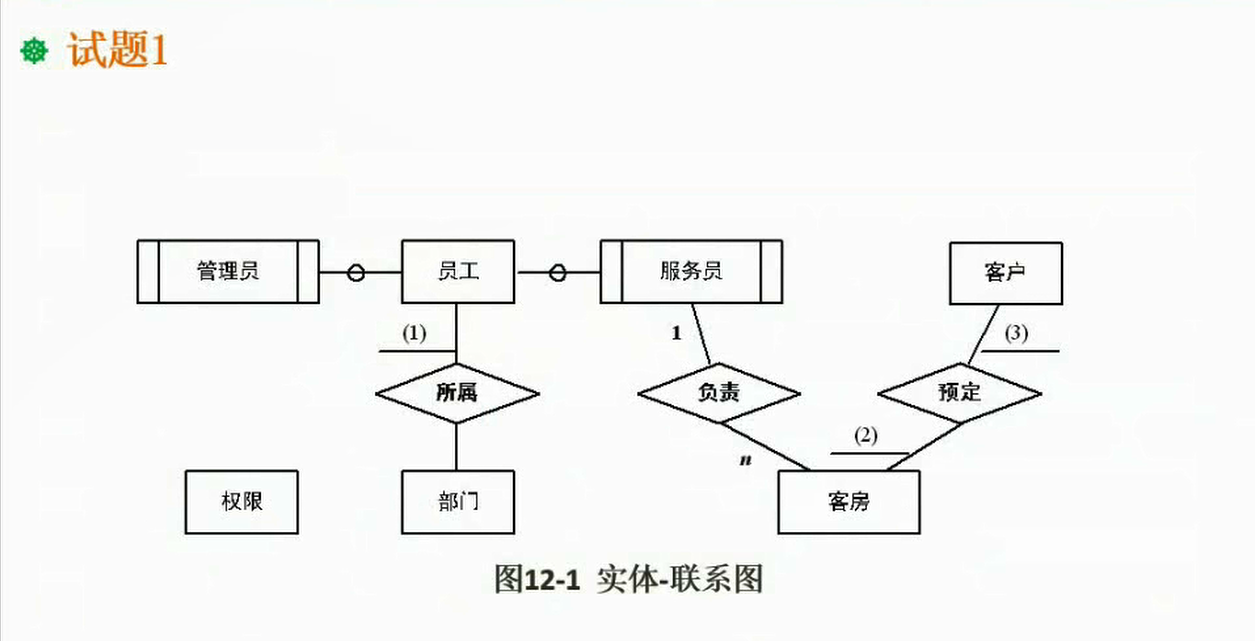 试题1
管理员 员工 服务员 客户
(1) 1 (3)
所属 负责 预定
(2)
n
权限 部门 客房
图12-1 实体-联系图